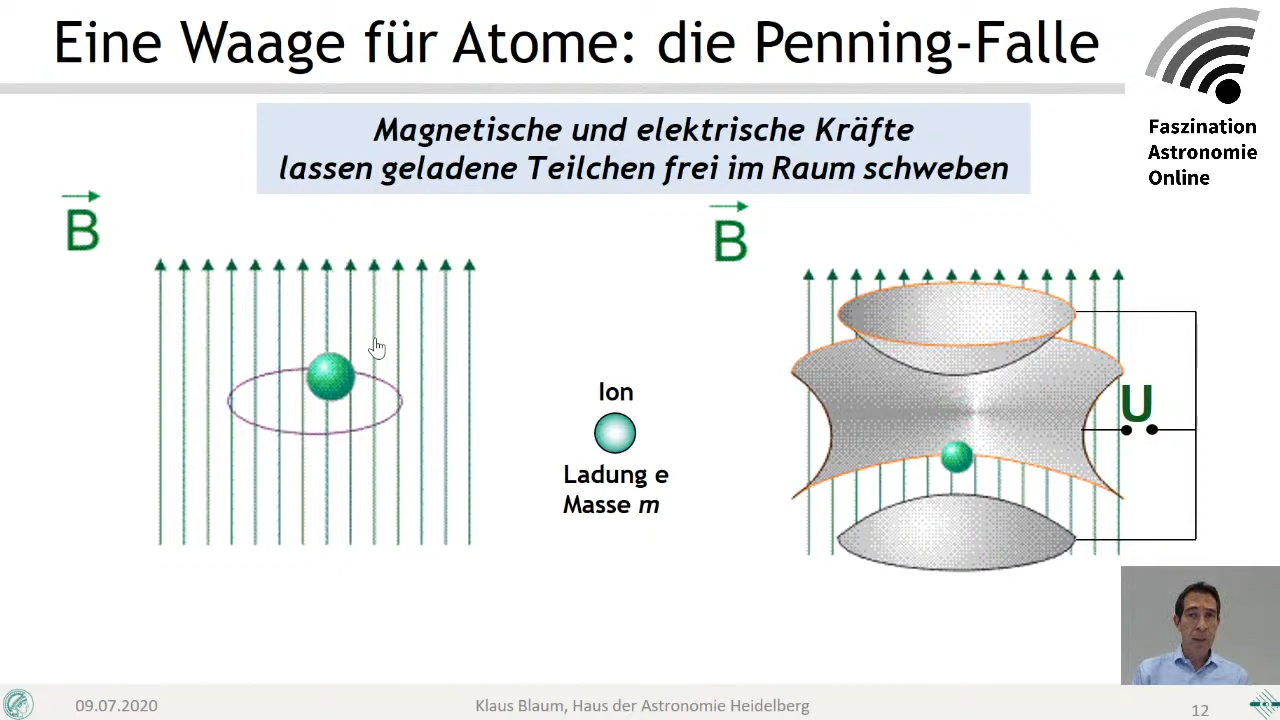 Eine Waage für Atome: die Penning-Falle
Faszination
Astronomie
Online
Magnetische und elektrische Kräfte
lassen geladene Teilchen frei im Raum schweben
B
B
Ion
Ladung e
Masse m
U
09.07.2020
Klaus Blaum, Haus der Astronomie Heidelberg
12